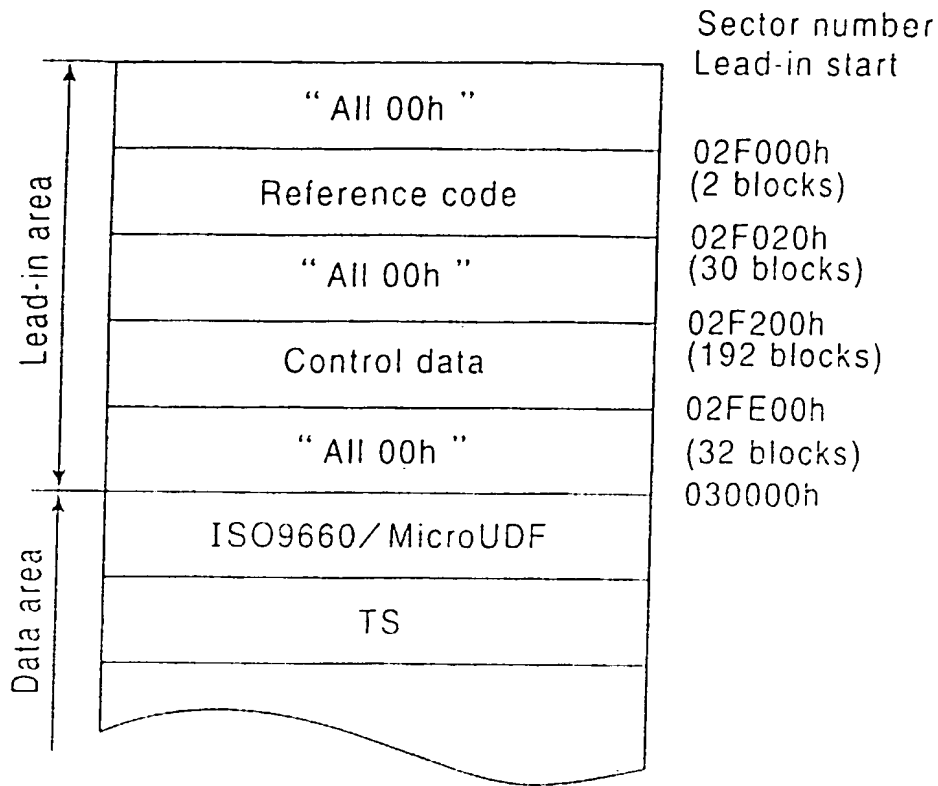 Sector number
Lead-in start
Lead-in area
“ All 00h ”
02F000h
(2 blocks)
Reference code
02F020h
(30 blocks)
“ All 00h ”
02F200h
(192 blocks)
Control data
02FE00h
(32 blocks)
“ All 00h ”
030000h
Data area
ISO9660/MicroUDF
TS